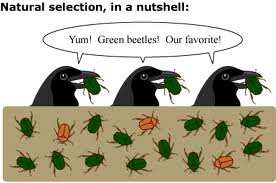 Natural selection, in a nutshell:
Yum!  Green beetles!  Our favorite!